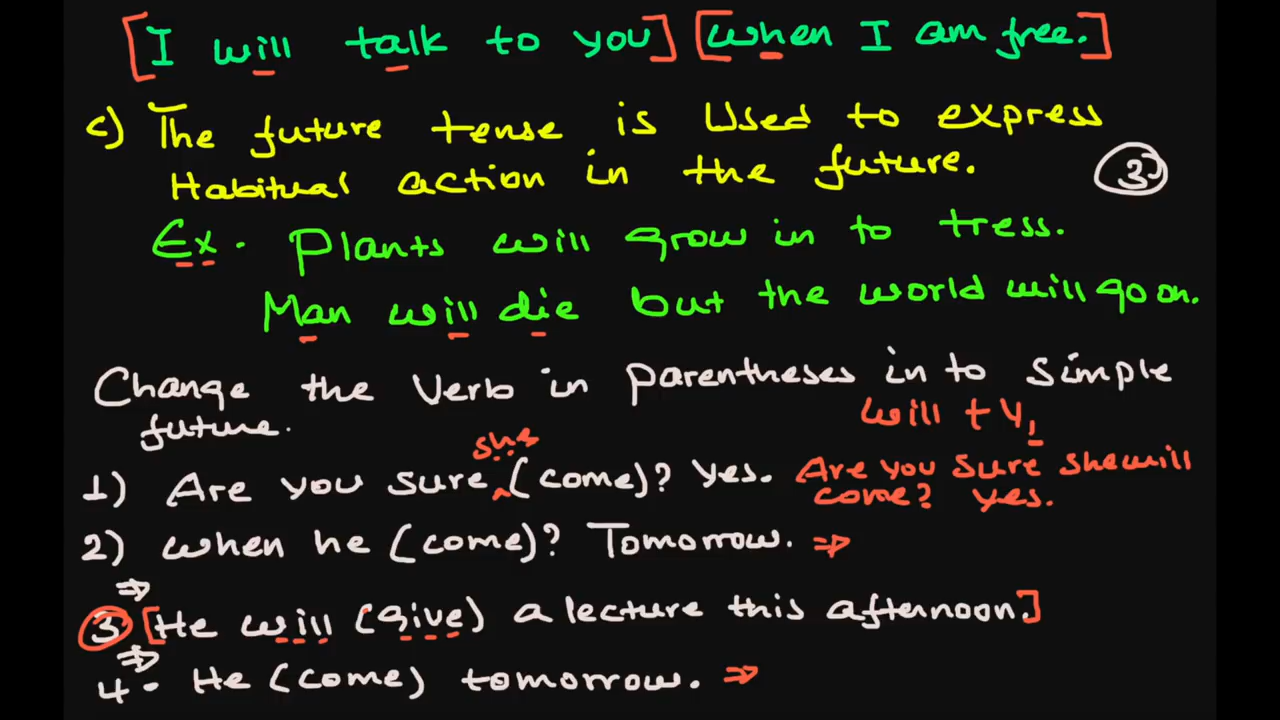 [I will talk to you] [when I am free.]
c) The future tense is Used to express
Habitual action in the future.
3
Ex. Plants will grow in to tress.
Man will die but the world will go on.
Change the Verb in parentheses in to simple
future.
will + V1
she
1) Are you sure ^ (come)? yes. Are you sure she will
come? yes.
2) when he (come)? Tomorrow. ⇒
⇒
3 [He will (give) a lecture this afternoon.]
⇒
4. He (come) tomorrow. ⇒